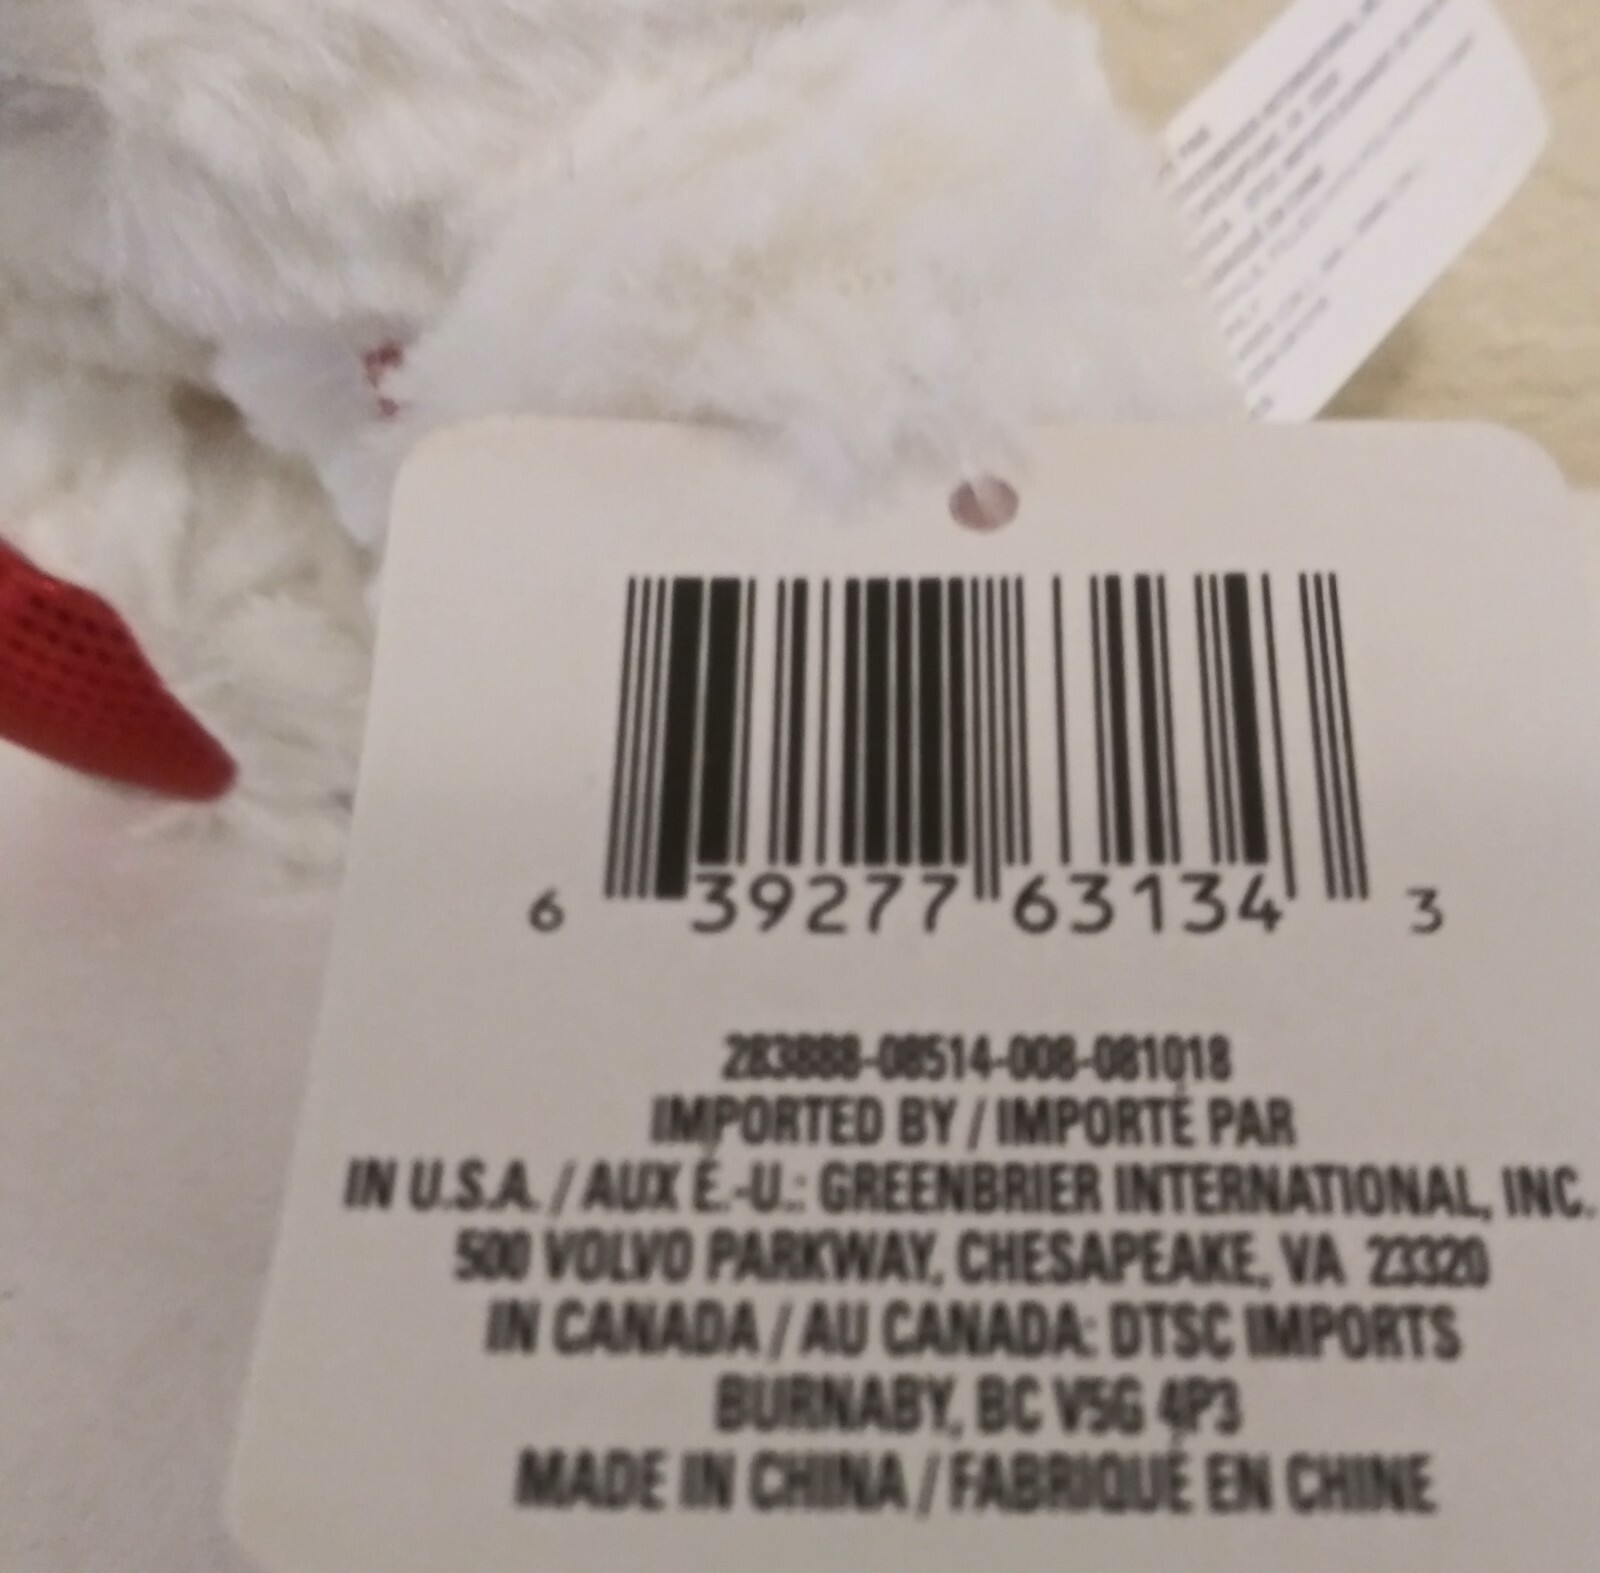 6 39277 63134 3
283888-08514-008-081018
IMPORTED BY / IMPORTÉ PAR
IN U.S.A. / AUX É.-U.: GREENBRIER INTERNATIONAL, INC.
500 VOLVO PARKWAY, CHESAPEAKE, VA 23320
IN CANADA / AU CANADA: DTSC IMPORTS
BURNABY, BC V5G 4P3
MADE IN CHINA / FABRIQUÉ EN CHINE